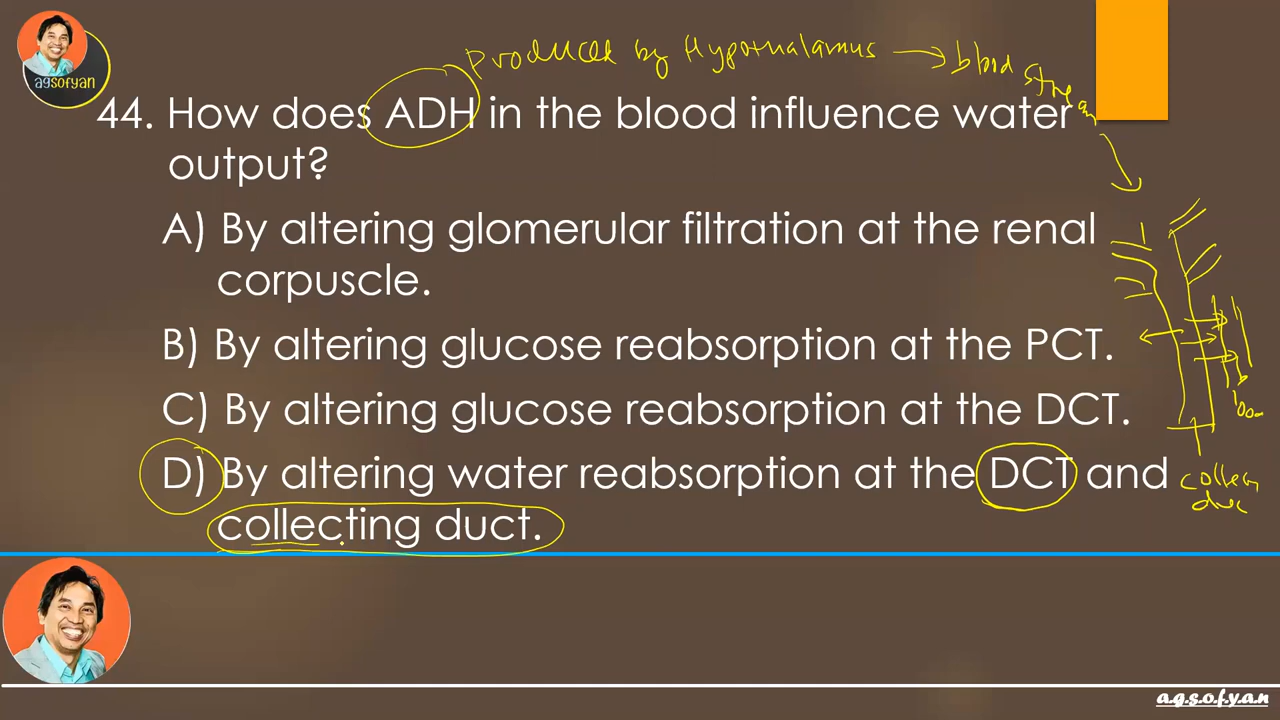 agsofyan
Produced by Hypothalamus → blood stream
44. How does ADH in the blood influence water
output?
A) By altering glomerular filtration at the renal
corpuscle.
B) By altering glucose reabsorption at the PCT.
C) By altering glucose reabsorption at the DCT.
D) By altering water reabsorption at the DCT and
collecting duct.
duc
a.g.s.o.f.y.a.n